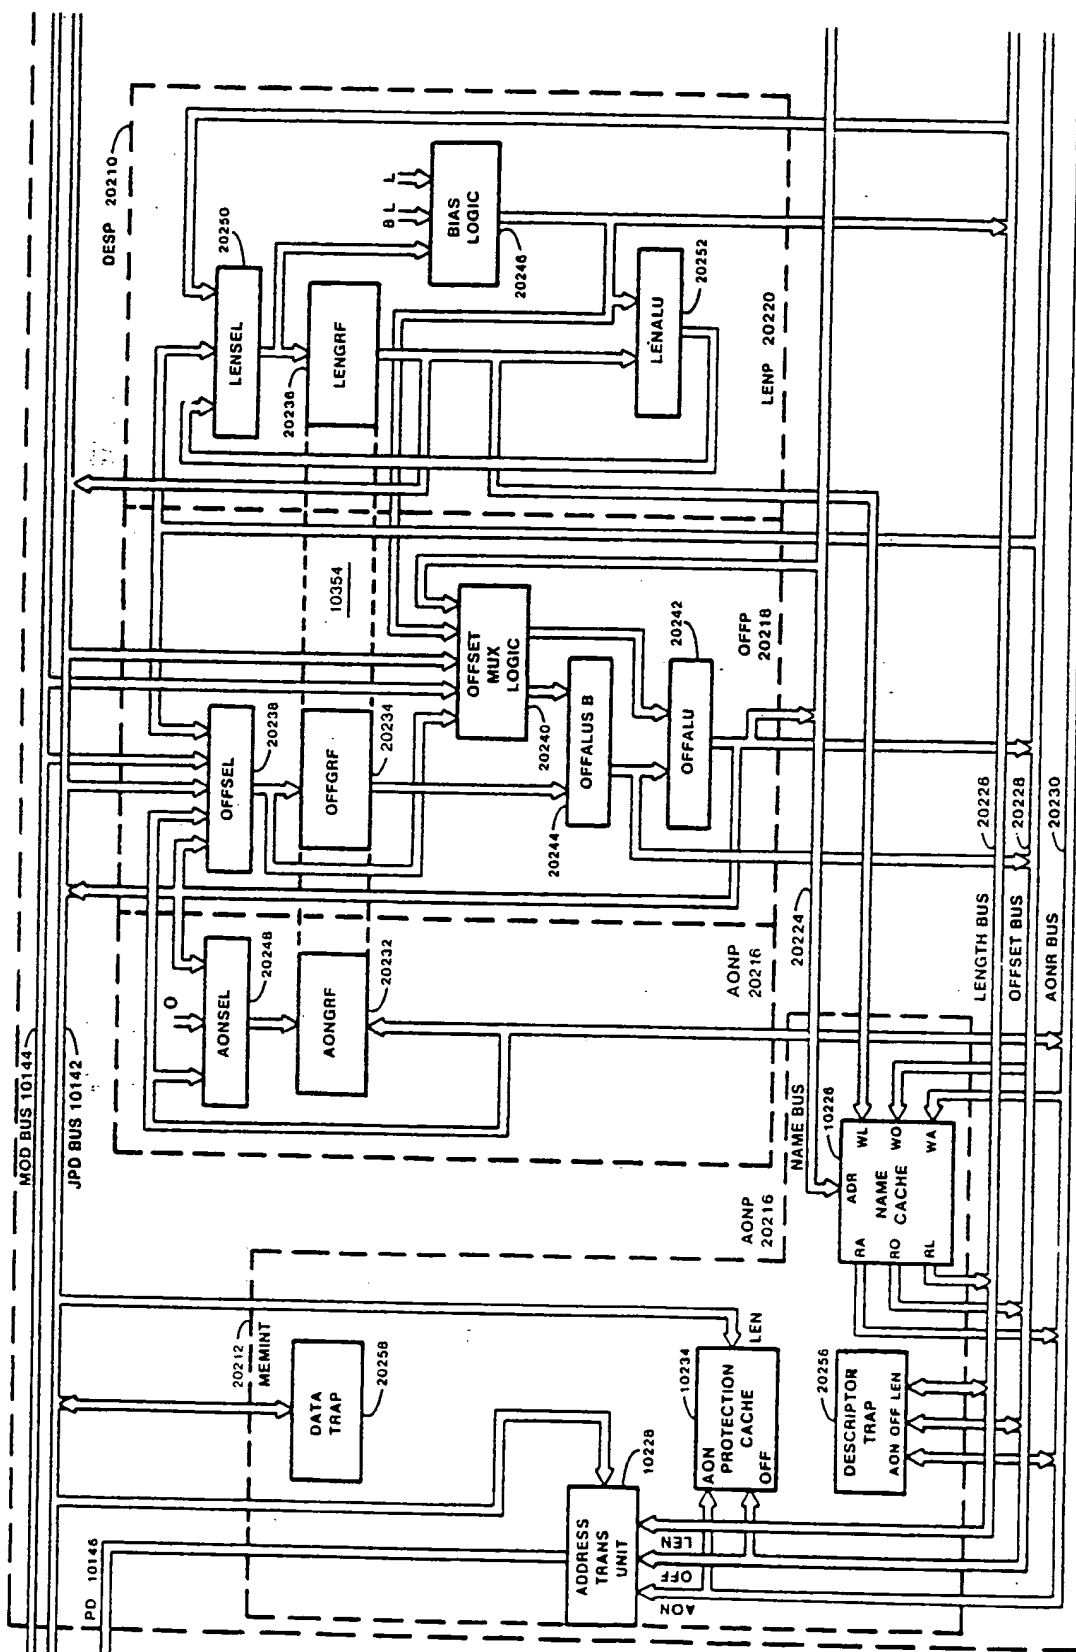 MOD BUS 10144
JPD BUS 10142
PD 10146
DESP 20210
20212
MEMINT
DATA
TRAP
20258
ADDRESS
TRANS
UNIT
10228
AON
OFF
LEN
AON
PROTECTION
CACHE
OFF
LEN
10234
DESCRIPTOR
TRAP
AON OFF LEN
20256
AONP
20216
NAME BUS
RA
RO
RL
ADR
NAME
CACHE
WL
WO
WA
10226
AONP
20216
O
AONSEL
20248
AONGRF
20232
OFFSEL
20238
OFFGRF
20234
10354
OFFSET
MUX
LOGIC
20240
OFFALUS B
20244
OFFALU
20242
OFFP
20218
20224
LENGTH BUS
20226
OFFSET BUS
20228
AONR BUS
20230
LENSEL
20250
LENGRF
20236
8 L
L
BIAS
LOGIC
20246
LENALU
20252
LENP 20220